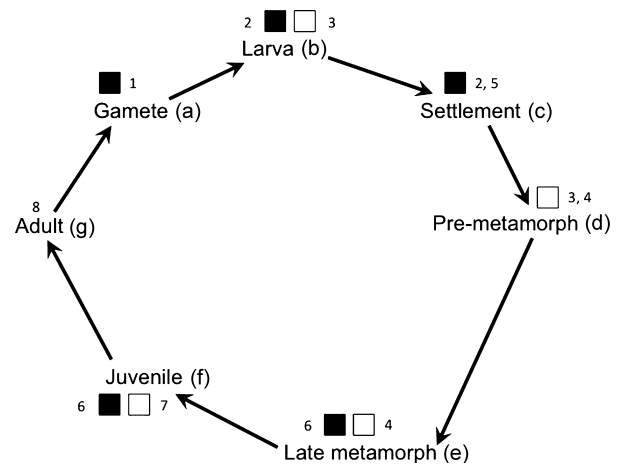 2 3
Larva (b)
2, 5
Settlement (c)
3, 4
Pre-metamorph (d)
6 4
Late metamorph (e)
Juvenile (f)
6 7
8
Adult (g)
1
Gamete (a)